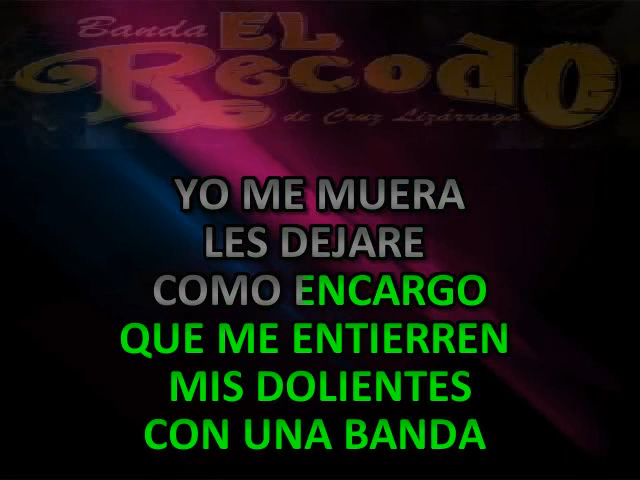 Banda EL
Recodo
de Cruz Lizárraga
YO ME MUERA
LES DEJARE
COMO ENCARGO
QUE ME ENTIERREN
MIS DOLIENTES
CON UNA BANDA